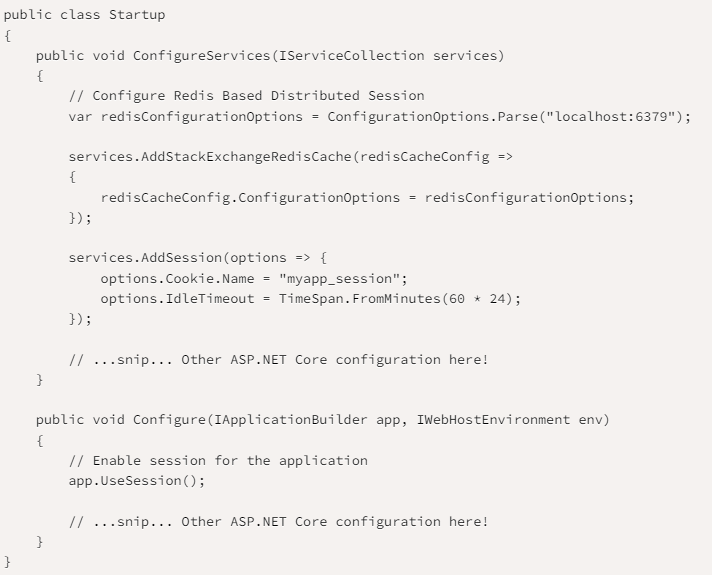 public class Startup
{
    public void ConfigureServices(IServiceCollection services)
    {
        // Configure Redis Based Distributed Session
        var redisConfigurationOptions = ConfigurationOptions.Parse("localhost:6379");

        services.AddStackExchangeRedisCache(redisCacheConfig =>
        {
            redisCacheConfig.ConfigurationOptions = redisConfigurationOptions;
        });

        services.AddSession(options => {
            options.Cookie.Name = "myapp_session";
            options.IdleTimeout = TimeSpan.FromMinutes(60 * 24);
        });

        // ...snip... Other ASP.NET Core configuration here!
    }

    public void Configure(IApplicationBuilder app, IWebHostEnvironment env)
    {
        // Enable session for the application
        app.UseSession();

        // ...snip... Other ASP.NET Core configuration here!
    }
}